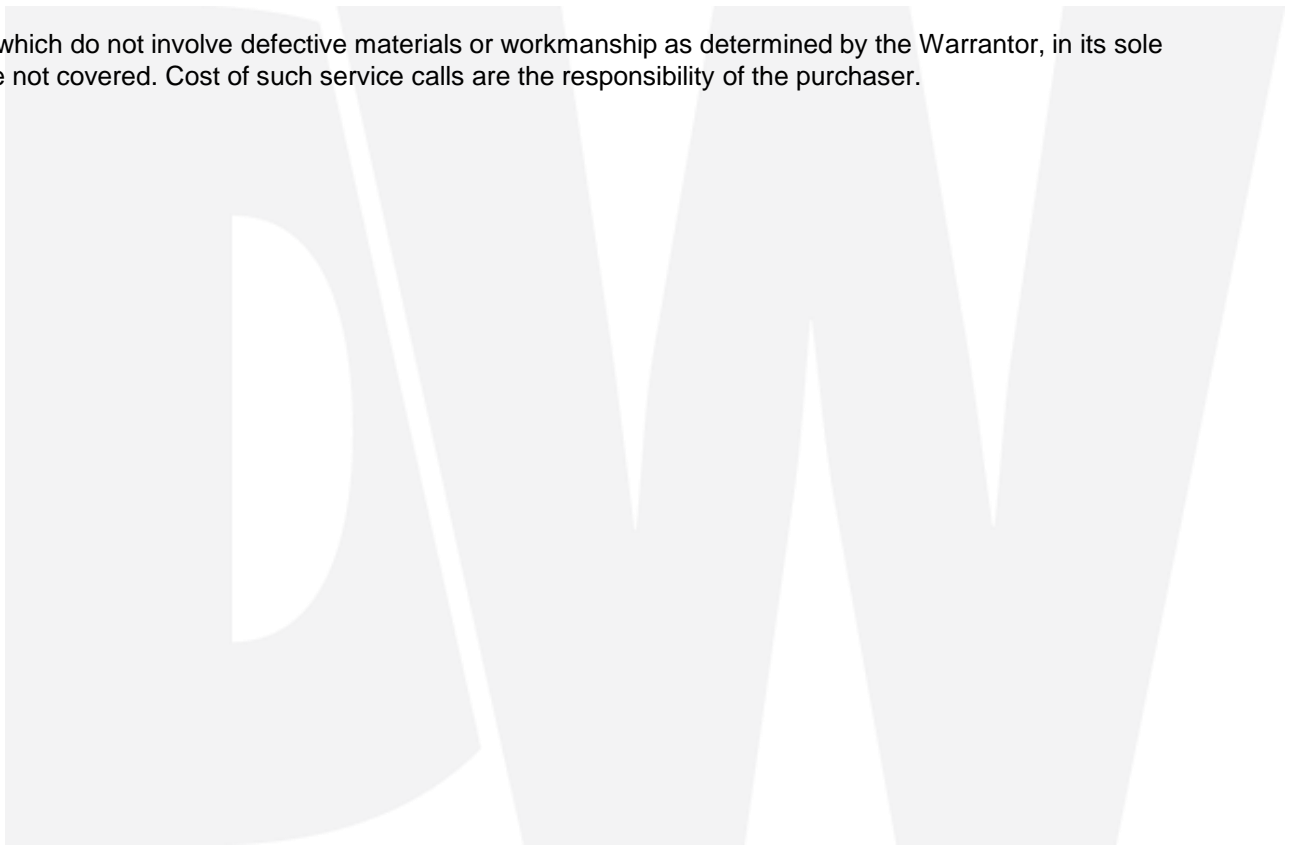 which do not involve defective materials or workmanship as determined by the Warrantor, in its sole
not covered. Cost of such service calls are the responsibility of the purchaser.
DW